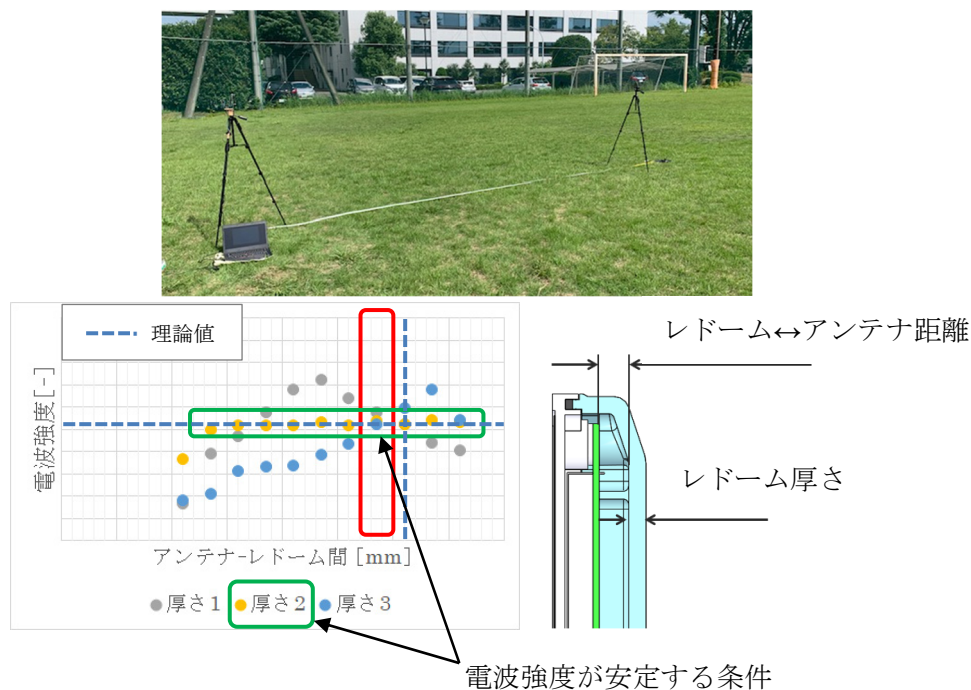 理論値
レドーム↔アンテナ距離
電波強度[-]
レドーム厚さ
アンテナ-レドーム間 [mm]
厚さ1 厚さ2 厚さ3
電波強度が安定する条件